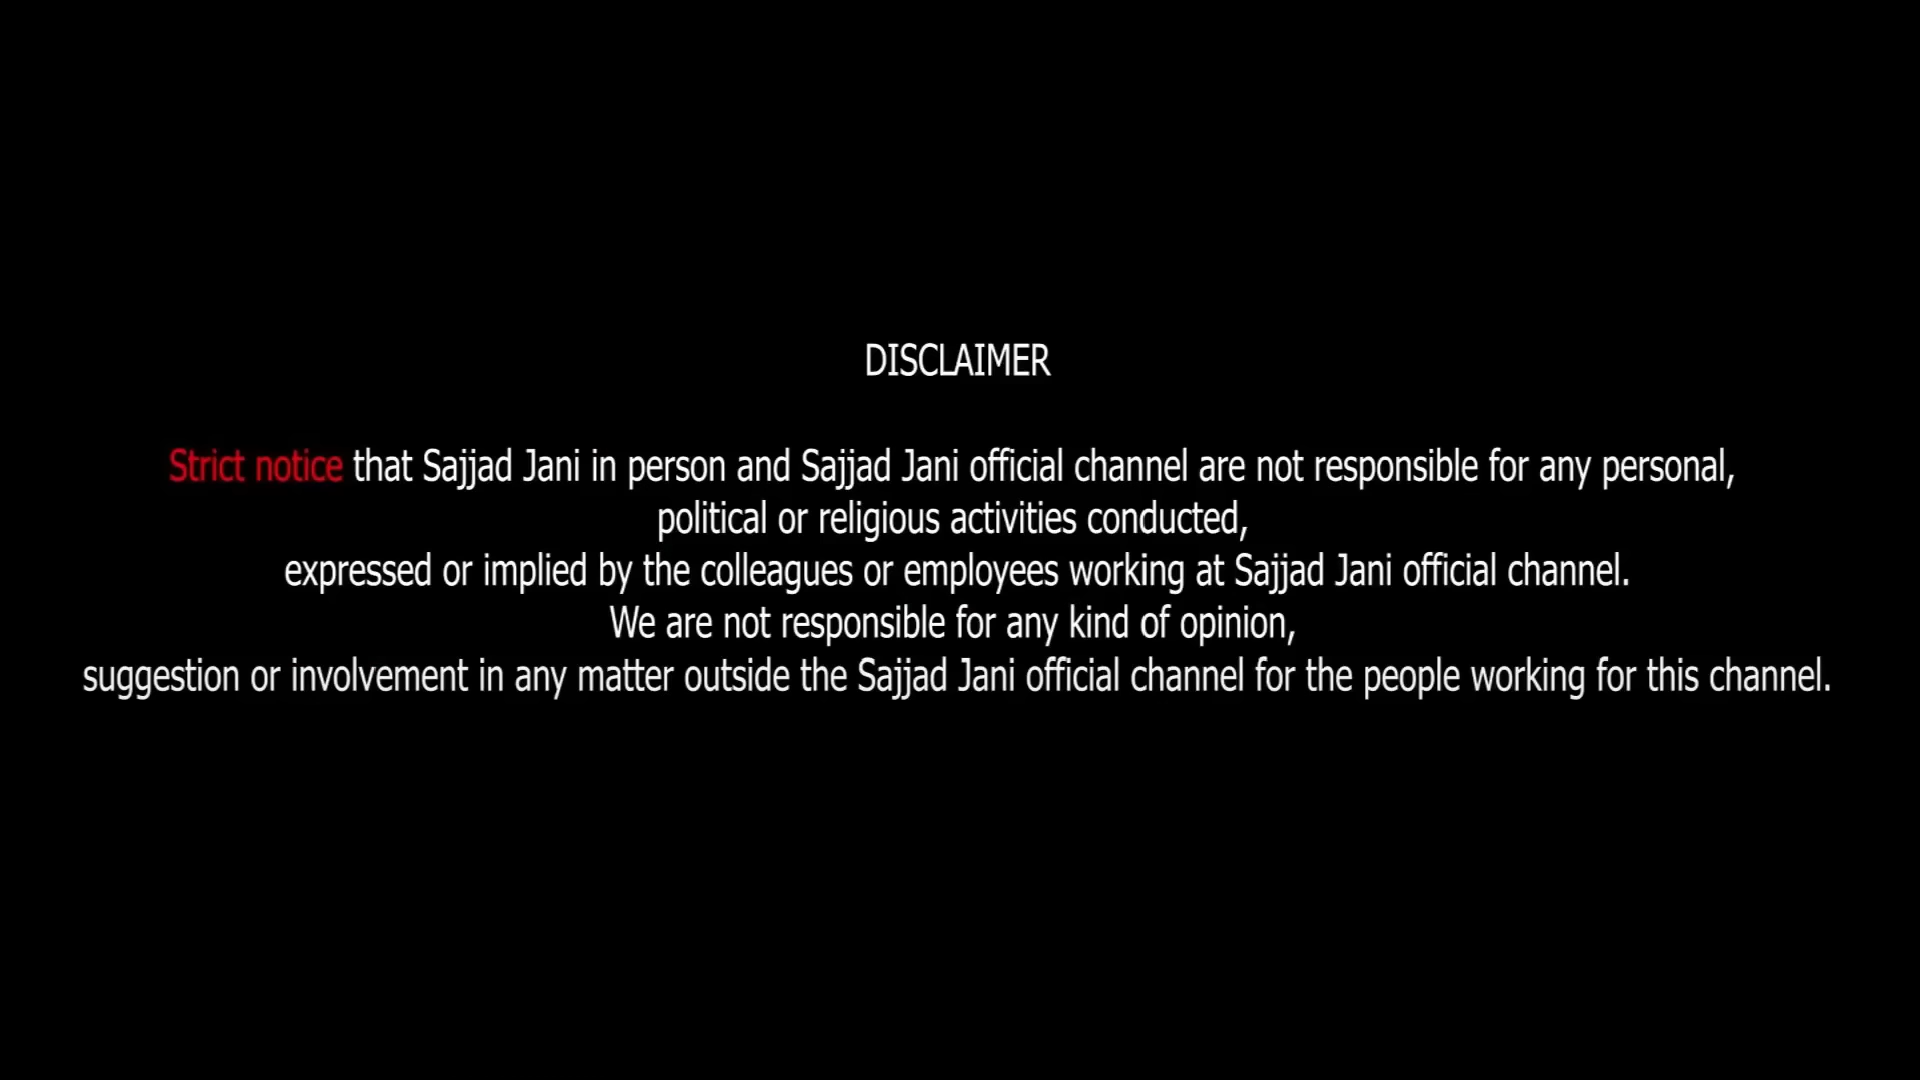 DISCLAIMER
Strict notice that Sajjad Jani in person and Sajjad Jani official channel are not responsible for any personal,
political or religious activities conducted,
expressed or implied by the colleagues or employees working at Sajjad Jani official channel.
We are not responsible for any kind of opinion,
suggestion or involvement in any matter outside the Sajjad Jani official channel for the people working for this channel.